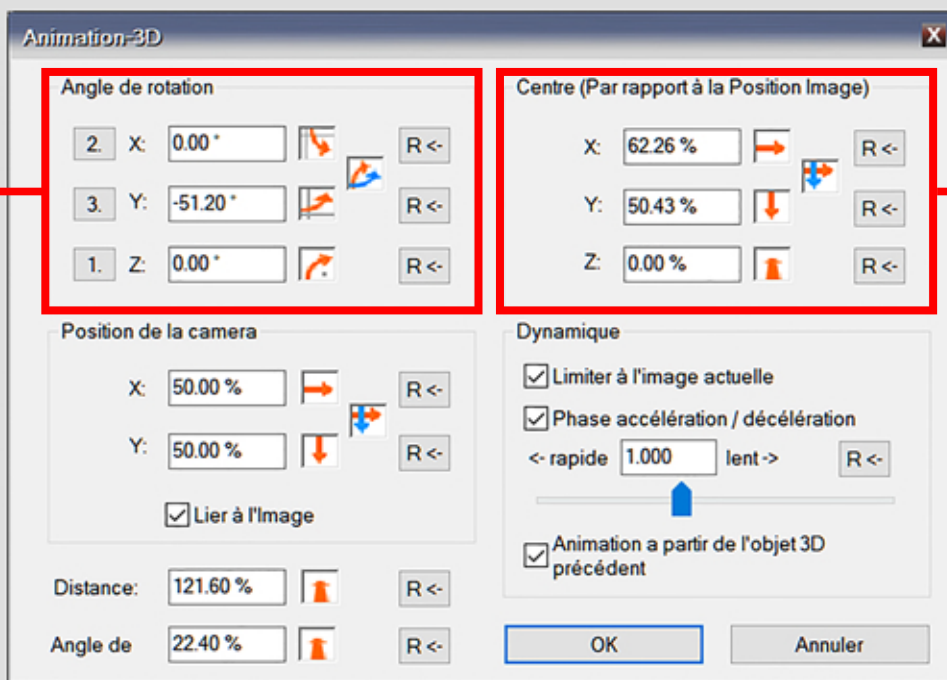 Animation-3D
X
Angle de rotation
2. X: 0.00 ° R <-
3. Y: -51.20 ° R <-
1. Z: 0.00 ° R <-
Centre (Par rapport à la Position Image)
X: 62.26 % R <-
Y: 50.43 % R <-
Z: 0.00 % R <-
Position de la camera
X: 50.00 % R <-
Y: 50.00 % R <-
Lier à l'Image
Dynamique
Limiter à l'image actuelle
Phase accélération / décélération
<- rapide 1.000 lent -> R <-
Animation a partir de l'objet 3D
précédent
Distance: 121.60 % R <-
Angle de 22.40 % R <-
OK Annuler